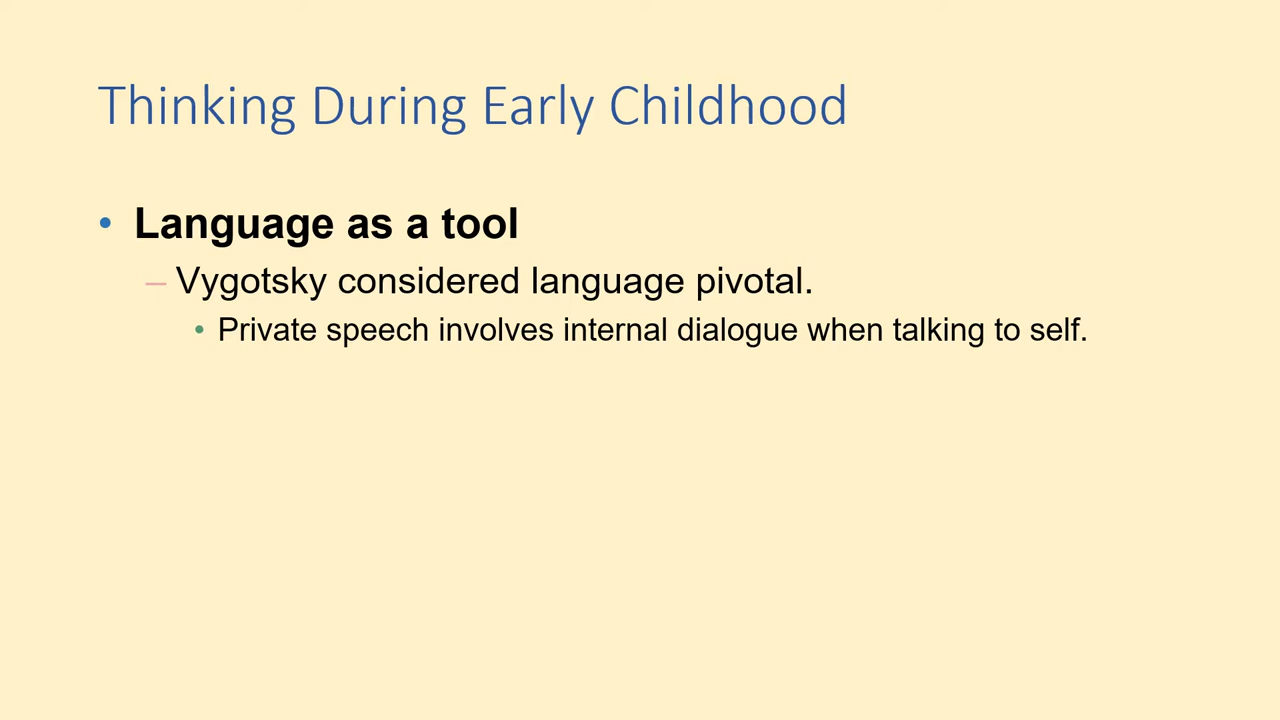 Thinking During Early Childhood
• Language as a tool
– Vygotsky considered language pivotal.
• Private speech involves internal dialogue when talking to self.